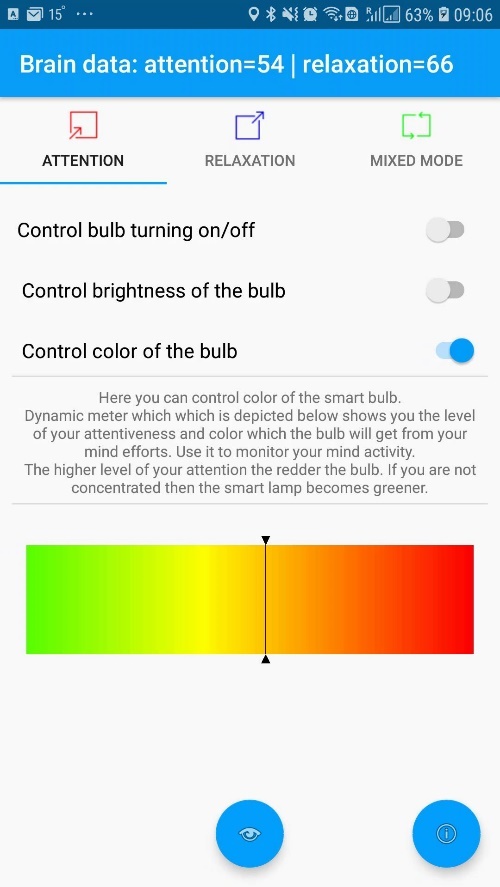 15° ... R 63% 09:06
Brain data: attention=54 | relaxation=66
ATTENTION RELAXATION MIXED MODE
Control bulb turning on/off
Control brightness of the bulb
Control color of the bulb
Here you can control color of the smart bulb.
Dynamic meter which which is depicted below shows you the level
of your attentiveness and color which the bulb will get from your
mind efforts. Use it to monitor your mind activity.
The higher level of your attention the redder the bulb. If you are not
concentrated then the smart lamp becomes greener.